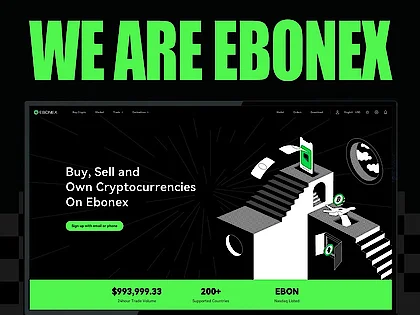 WE ARE EBONEX
EBONEX
Buy Crypto Market Trade Derivatives
Wallet Orders Download English USD
Buy, Sell and
Own Cryptocurrencies
On Ebonex
Sign up with email or phone
$993,999.33 200+ EBON
24hour Trade Volume Supported Countries Nasdaq Listed